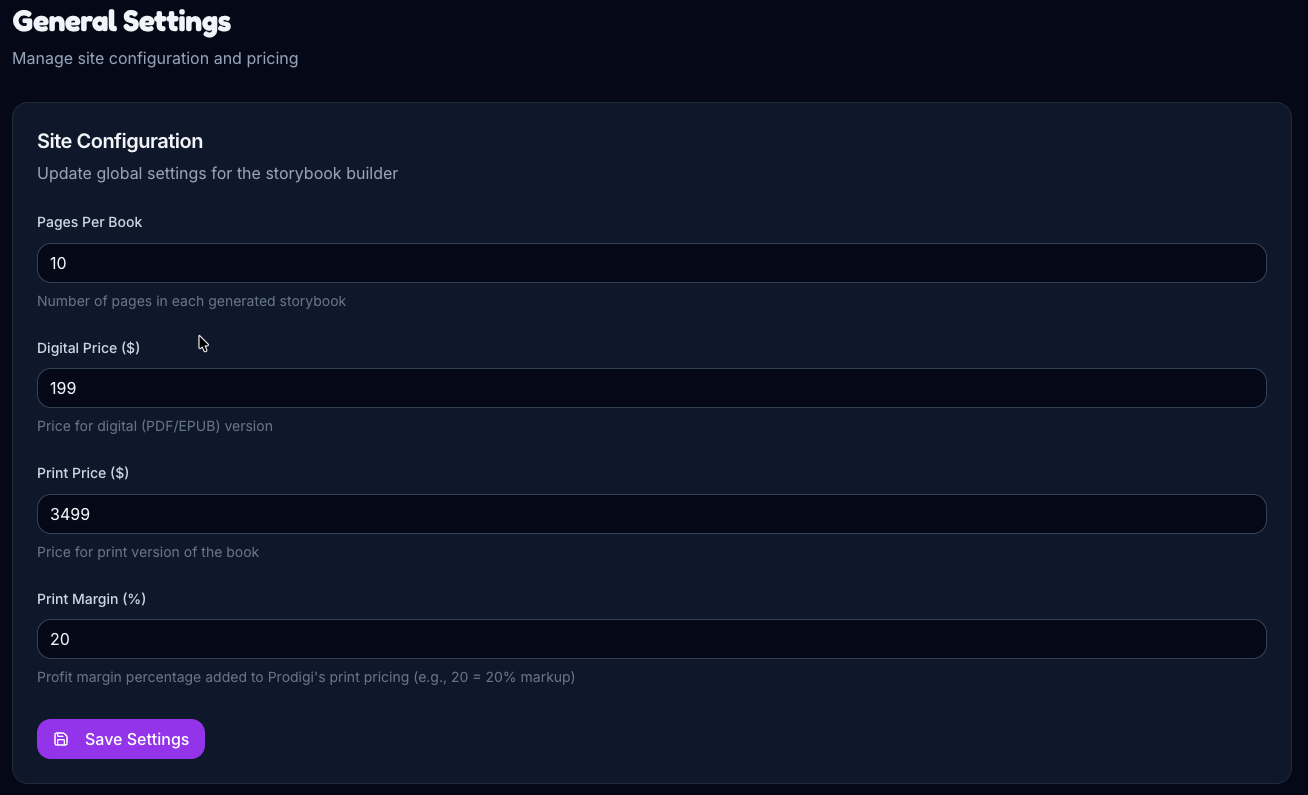 General Settings
Manage site configuration and pricing
Site Configuration
Update global settings for the storybook builder
Pages Per Book
10
Number of pages in each generated storybook
Digital Price ($)
199
Price for digital (PDF/EPUB) version
Print Price ($)
3499
Price for print version of the book
Print Margin (%)
20
Profit margin percentage added to Prodigi's print pricing (e.g., 20 = 20% markup)
Save Settings